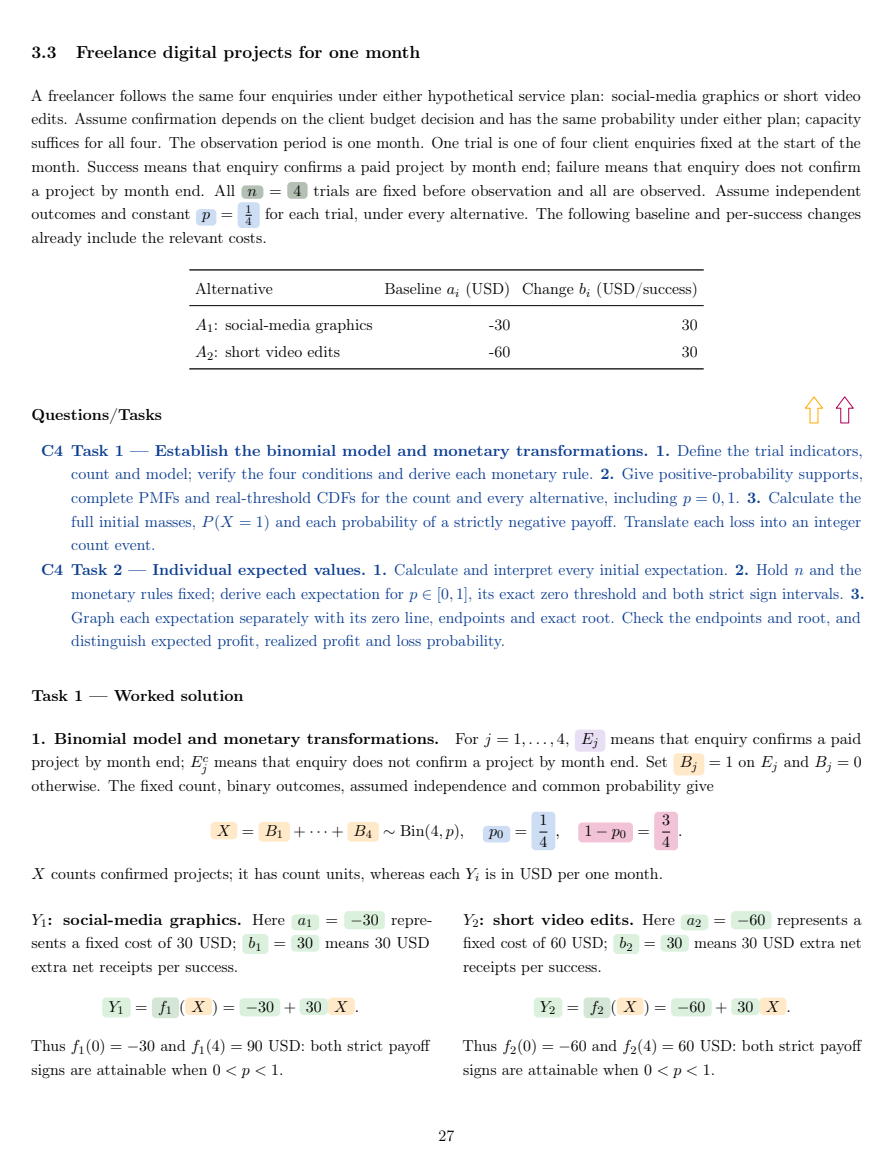 3.3 Freelance digital projects for one month
A freelancer follows the same four enquiries under either hypothetical service plan: social-media graphics or short video
edits. Assume confirmation depends on the client budget decision and has the same probability under either plan; capacity
suffices for all four. The observation period is one month. One trial is one of four client enquiries fixed at the start of the
month. Success means that enquiry confirms a paid project by month end; failure means that enquiry does not confirm
a project by month end. All n = 4 trials are fixed before observation and all are observed. Assume independent
outcomes and constant p = 1/4 for each trial, under every alternative. The following baseline and per-success changes
already include the relevant costs.
Alternative Baseline a_i (USD) Change b_i (USD/success)
A_1: social-media graphics -30 30
A_2: short video edits -60 30
Questions/Tasks
C4 Task 1 — Establish the binomial model and monetary transformations. 1. Define the trial indicators,
count and model; verify the four conditions and derive each monetary rule. 2. Give positive-probability supports,
complete PMFs and real-threshold CDFs for the count and every alternative, including p = 0, 1. 3. Calculate the
full initial masses, P(X = 1) and each probability of a strictly negative payoff. Translate each loss into an integer
count event.
C4 Task 2 — Individual expected values. 1. Calculate and interpret every initial expectation. 2. Hold n and the
monetary rules fixed; derive each expectation for p ∈ [0, 1], its exact zero threshold and both strict sign intervals. 3.
Graph each expectation separately with its zero line, endpoints and exact root. Check the endpoints and root, and
distinguish expected profit, realized profit and loss probability.
Task 1 — Worked solution
1. Binomial model and monetary transformations. For j = 1, . . . , 4, E_j means that enquiry confirms a paid
project by month end; E_j^c means that enquiry does not confirm a project by month end. Set B_j = 1 on E_j and B_j = 0
otherwise. The fixed count, binary outcomes, assumed independence and common probability give
X = B_1 + · · · + B_4 ∼ Bin(4, p), p_0 = 1/4, 1 − p_0 = 3/4.
X counts confirmed projects; it has count units, whereas each Y_i is in USD per one month.
Y_1: social-media graphics. Here a_1 = −30 repre-
sents a fixed cost of 30 USD; b_1 = 30 means 30 USD
extra net receipts per success.
Y_1 = f_1(X) = −30 + 30 X.
Thus f_1(0) = −30 and f_1(4) = 90 USD: both strict payoff
signs are attainable when 0 < p < 1.
Y_2: short video edits. Here a_2 = −60 represents a
fixed cost of 60 USD; b_2 = 30 means 30 USD extra net
receipts per success.
Y_2 = f_2(X) = −60 + 30 X.
Thus f_2(0) = −60 and f_2(4) = 60 USD: both strict payoff
signs are attainable when 0 < p < 1.
27